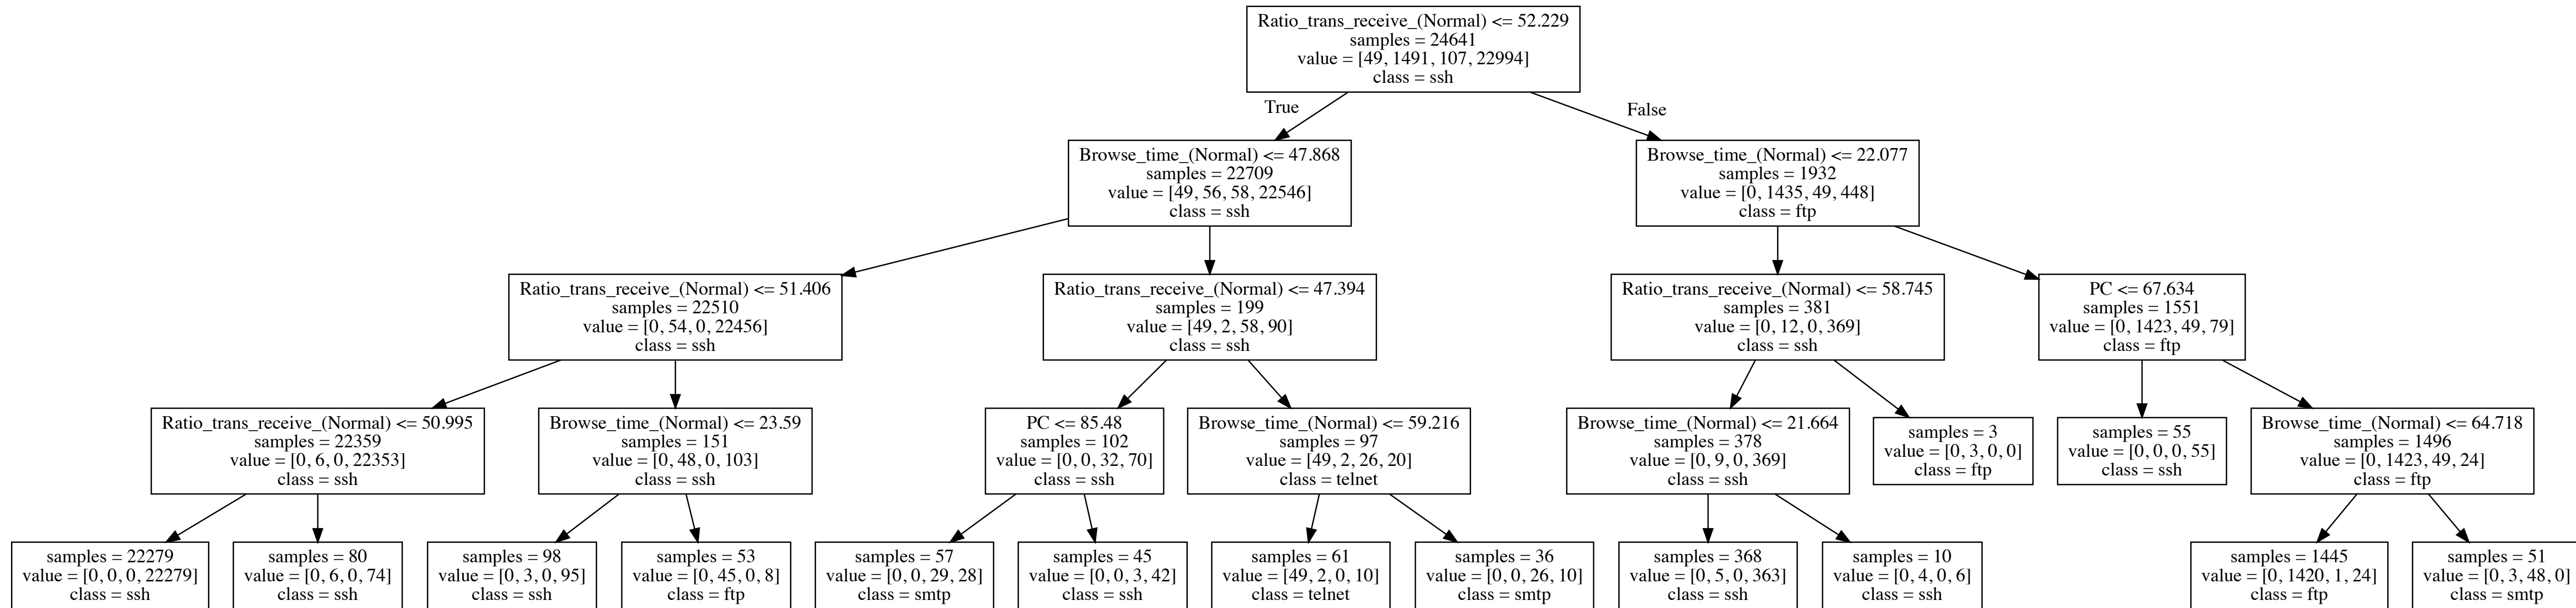 Ratio_trans_receive_(Normal) <= 52.229
samples = 24641
value = [49, 1491, 107, 22994]
class = ssh
True
False
Browse_time_(Normal) <= 47.868
samples = 22709
value = [49, 56, 58, 22546]
class = ssh
Browse_time_(Normal) <= 22.077
samples = 1932
value = [0, 1435, 49, 448]
class = ftp
Ratio_trans_receive_(Normal) <= 51.406
samples = 22510
value = [0, 54, 0, 22456]
class = ssh
Ratio_trans_receive_(Normal) <= 47.394
samples = 199
value = [49, 2, 58, 90]
class = ssh
Ratio_trans_receive_(Normal) <= 58.745
samples = 381
value = [0, 12, 0, 369]
class = ssh
PC <= 67.634
samples = 1551
value = [0, 1423, 49, 79]
class = ftp
Ratio_trans_receive_(Normal) <= 50.995
samples = 22359
value = [0, 6, 0, 22353]
class = ssh
Browse_time_(Normal) <= 23.59
samples = 151
value = [0, 48, 0, 103]
class = ssh
PC <= 85.48
samples = 102
value = [0, 0, 32, 70]
class = ssh
Browse_time_(Normal) <= 59.216
samples = 97
value = [49, 2, 26, 20]
class = telnet
Browse_time_(Normal) <= 21.664
samples = 378
value = [0, 9, 0, 369]
class = ssh
samples = 3
value = [0, 3, 0, 0]
class = ftp
samples = 55
value = [0, 0, 0, 55]
class = ssh
Browse_time_(Normal) <= 64.718
samples = 1496
value = [0, 1423, 49, 24]
class = ftp
samples = 22279
value = [0, 0, 0, 22279]
class = ssh
samples = 80
value = [0, 6, 0, 74]
class = ssh
samples = 98
value = [0, 3, 0, 95]
class = ssh
samples = 53
value = [0, 45, 0, 8]
class = ftp
samples = 57
value = [0, 0, 29, 28]
class = smtp
samples = 45
value = [0, 0, 3, 42]
class = ssh
samples = 61
value = [49, 2, 0, 10]
class = telnet
samples = 36
value = [0, 0, 26, 10]
class = smtp
samples = 368
value = [0, 5, 0, 363]
class = ssh
samples = 10
value = [0, 4, 0, 6]
class = ssh
samples = 1445
value = [0, 1420, 1, 24]
class = ftp
samples = 51
value = [0, 3, 48, 0]
class = smtp